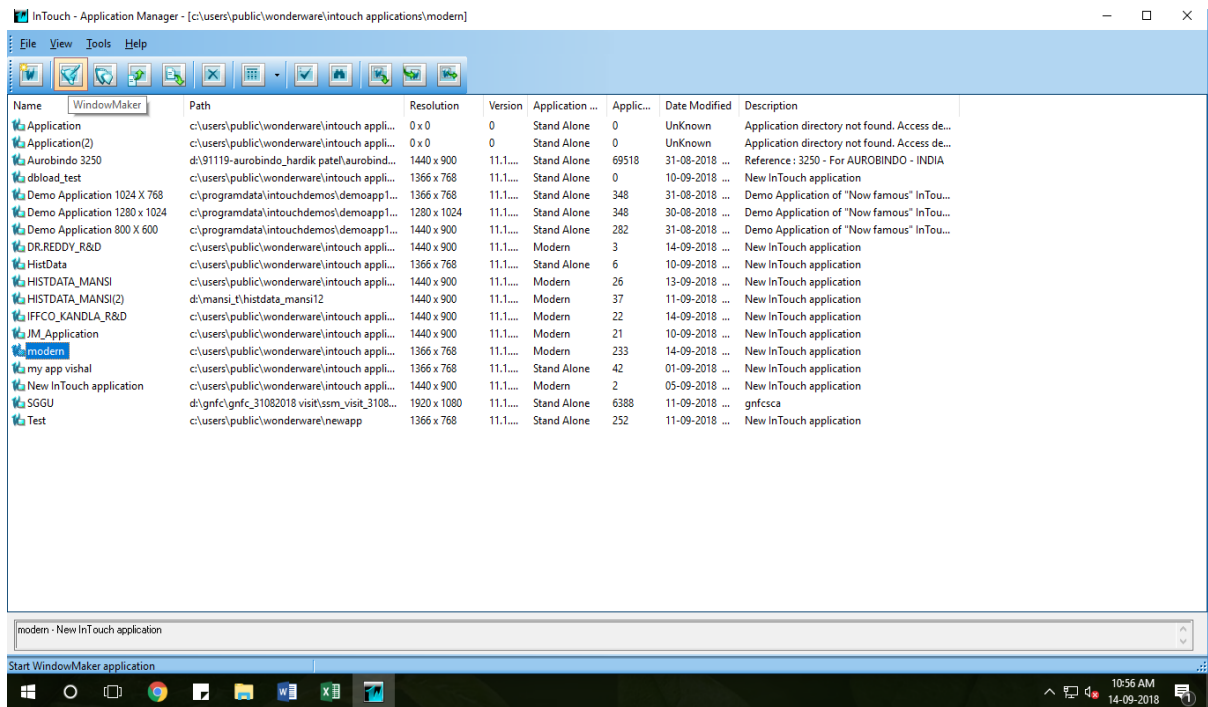 InTouch - Application Manager - [c:\users\public\wonderware\intouch applications\modern]
File View Tools Help
WindowMaker
Name Path Resolution Version Application ... Applic... Date Modified Description
Application c:\users\public\wonderware\intouch appli... 0 x 0 0 Stand Alone 0 UnKnown Application directory not found. Access de...
Application(2) c:\users\public\wonderware\intouch appli... 0 x 0 0 Stand Alone 0 UnKnown Application directory not found. Access de...
Aurobindo 3250 d:\91119-aurobindo_hardik patel\aurobind... 1440 x 900 11.1.... Stand Alone 69518 31-08-2018 ... Reference : 3250 - For AUROBINDO - INDIA
dbload_test c:\users\public\wonderware\intouch appli... 1366 x 768 11.1.... Stand Alone 0 10-09-2018 ... New InTouch application
Demo Application 1024 X 768 c:\programdata\intouchdemos\demoapp1... 1366 x 768 11.1.... Stand Alone 348 31-08-2018 ... Demo Application of "Now famous" InTou...
Demo Application 1280 x 1024 c:\programdata\intouchdemos\demoapp1... 1280 x 1024 11.1.... Stand Alone 348 30-08-2018 ... Demo Application of "Now famous" InTou...
Demo Application 800 X 600 c:\programdata\intouchdemos\demoapp1... 1440 x 900 11.1.... Stand Alone 282 31-08-2018 ... Demo Application of "Now famous" InTou...
DR.REDDY_R&D c:\users\public\wonderware\intouch appli... 1440 x 900 11.1.... Modern 3 14-09-2018 ... New InTouch application
HistData c:\users\public\wonderware\intouch appli... 1366 x 768 11.1.... Stand Alone 6 10-09-2018 ... New InTouch application
HISTDATA_MANSI c:\users\public\wonderware\intouch appli... 1440 x 900 11.1.... Modern 26 13-09-2018 ... New InTouch application
HISTDATA_MANSI(2) d:\mansi_t\histdata_mansi12 1440 x 900 11.1.... Modern 37 11-09-2018 ... New InTouch application
IFFCO_KANDLA_R&D c:\users\public\wonderware\intouch appli... 1440 x 900 11.1.... Modern 22 14-09-2018 ... New InTouch application
JM_Application c:\users\public\wonderware\intouch appli... 1440 x 900 11.1.... Modern 21 10-09-2018 ... New InTouch application
modern c:\users\public\wonderware\intouch appli... 1366 x 768 11.1.... Modern 233 14-09-2018 ... New InTouch application
my app vishal c:\users\public\wonderware\intouch appli... 1366 x 768 11.1.... Stand Alone 42 01-09-2018 ... New InTouch application
New InTouch application c:\users\public\wonderware\intouch appli... 1440 x 900 11.1.... Modern 2 05-09-2018 ... New InTouch application
SGGU d:\gnfc\gnfc_31082018 visit\ssm_visit_3108... 1920 x 1080 11.1.... Stand Alone 6388 11-09-2018 ... gnfcsca
Test c:\users\public\wonderware\newapp 1366 x 768 11.1.... Stand Alone 252 11-09-2018 ... New InTouch application
modern - New InTouch application
Start WindowMaker application
10:56 AM
14-09-2018